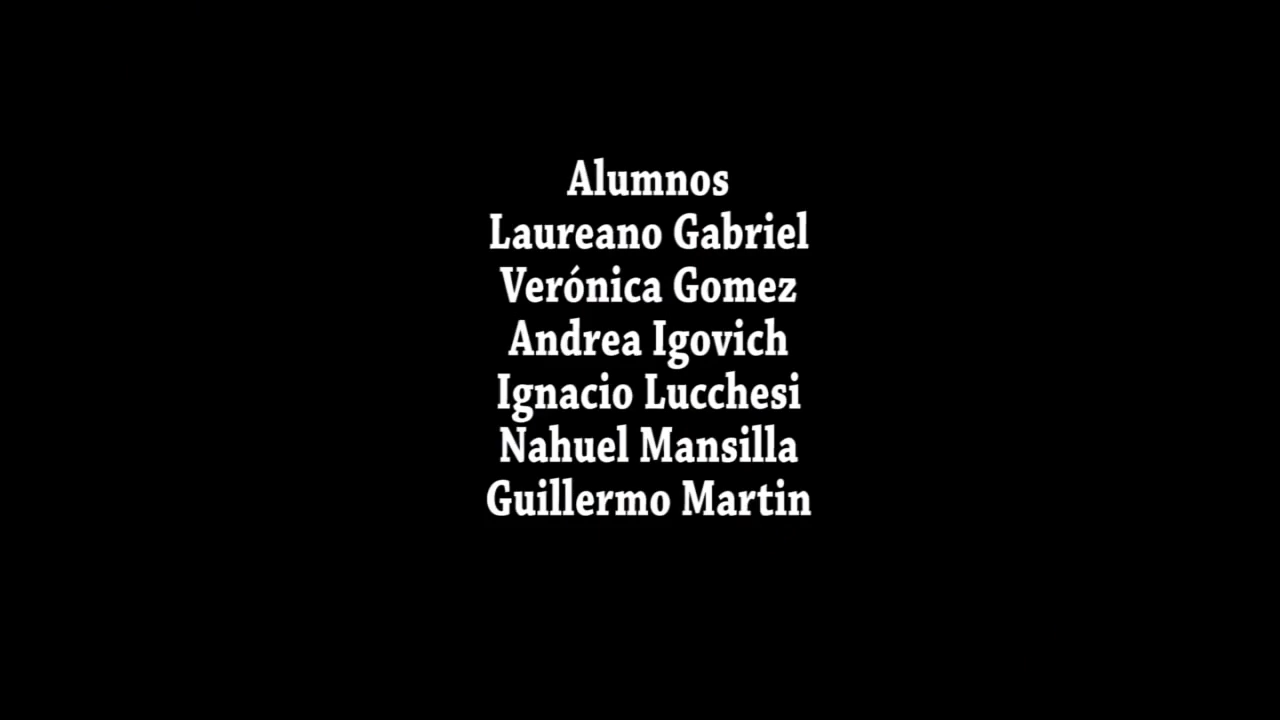 Alumnos
Laureano Gabriel
Verónica Gomez
Andrea Igovich
Ignacio Lucchesi
Nahuel Mansilla
Guillermo Martin